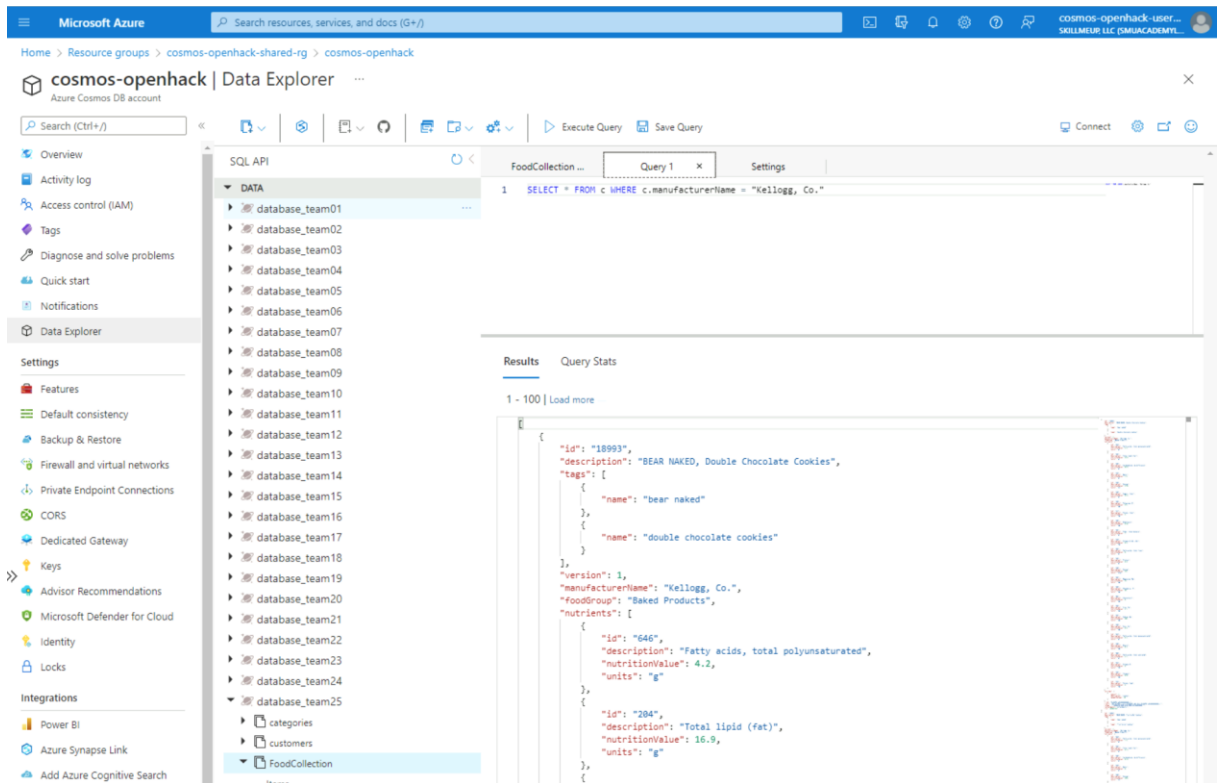 Microsoft Azure
Search resources, services, and docs (G+/)
cosmos-openhack-user...
SKILLMEUP, LLC (SMUACADEMYL...
Home > Resource groups > cosmos-openhack-shared-rg > cosmos-openhack
cosmos-openhack | Data Explorer ...
Azure Cosmos DB account
Search (Ctrl+/)
Overview
Activity log
Access control (IAM)
Tags
Diagnose and solve problems
Quick start
Notifications
Data Explorer
Settings
Features
Default consistency
Backup & Restore
Firewall and virtual networks
Private Endpoint Connections
CORS
Dedicated Gateway
Keys
Advisor Recommendations
Microsoft Defender for Cloud
Identity
Locks
Integrations
Power BI
Azure Synapse Link
Add Azure Cognitive Search
Execute Query
Save Query
Connect
SQL API
DATA
database_team01
database_team02
database_team03
database_team04
database_team05
database_team06
database_team07
database_team08
database_team09
database_team10
database_team11
database_team12
database_team13
database_team14
database_team15
database_team16
database_team17
database_team18
database_team19
database_team20
database_team21
database_team22
database_team23
database_team24
database_team25
categories
customers
FoodCollection
FoodCollection ...
Query 1
Settings
1 SELECT * FROM c WHERE c.manufacturerName = "Kellogg, Co."
Results Query Stats
1 - 100 | Load more
[
{
"id": "18993",
"description": "BEAR NAKED, Double Chocolate Cookies",
"tags": [
{
"name": "bear naked"
},
{
"name": "double chocolate cookies"
}
],
"version": 1,
"manufacturerName": "Kellogg, Co.",
"foodGroup": "Baked Products",
"nutrients": [
{
"id": "646",
"description": "Fatty acids, total polyunsaturated",
"nutritionValue": 4.2,
"units": "g"
},
{
"id": "204",
"description": "Total lipid (fat)",
"nutritionValue": 16.9,
"units": "g"
},
{